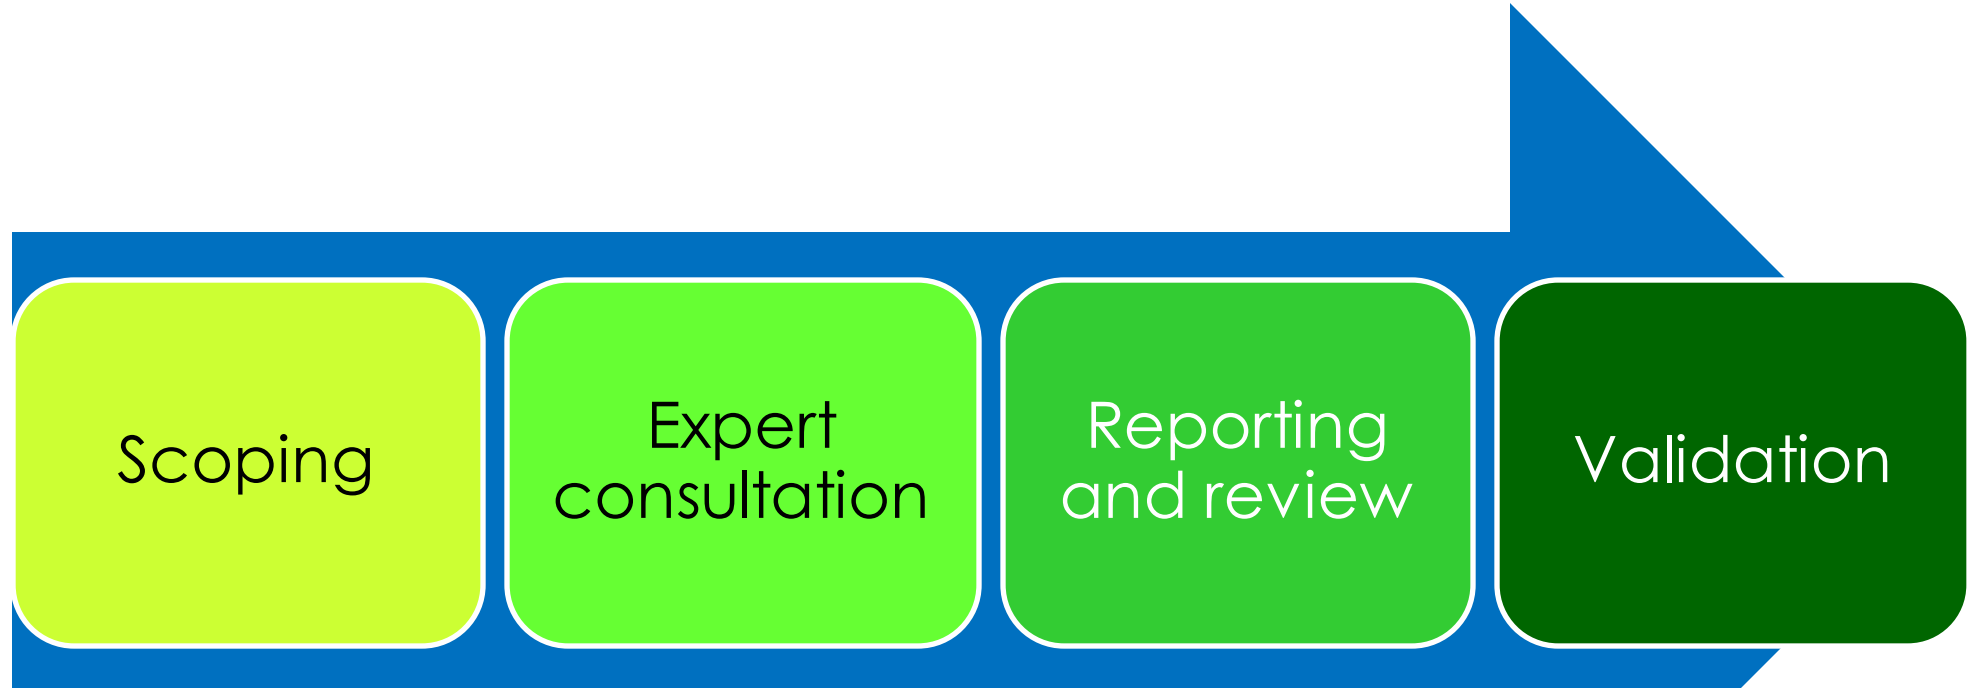 Scoping
Expert
consultation
Reporting
and review
Validation